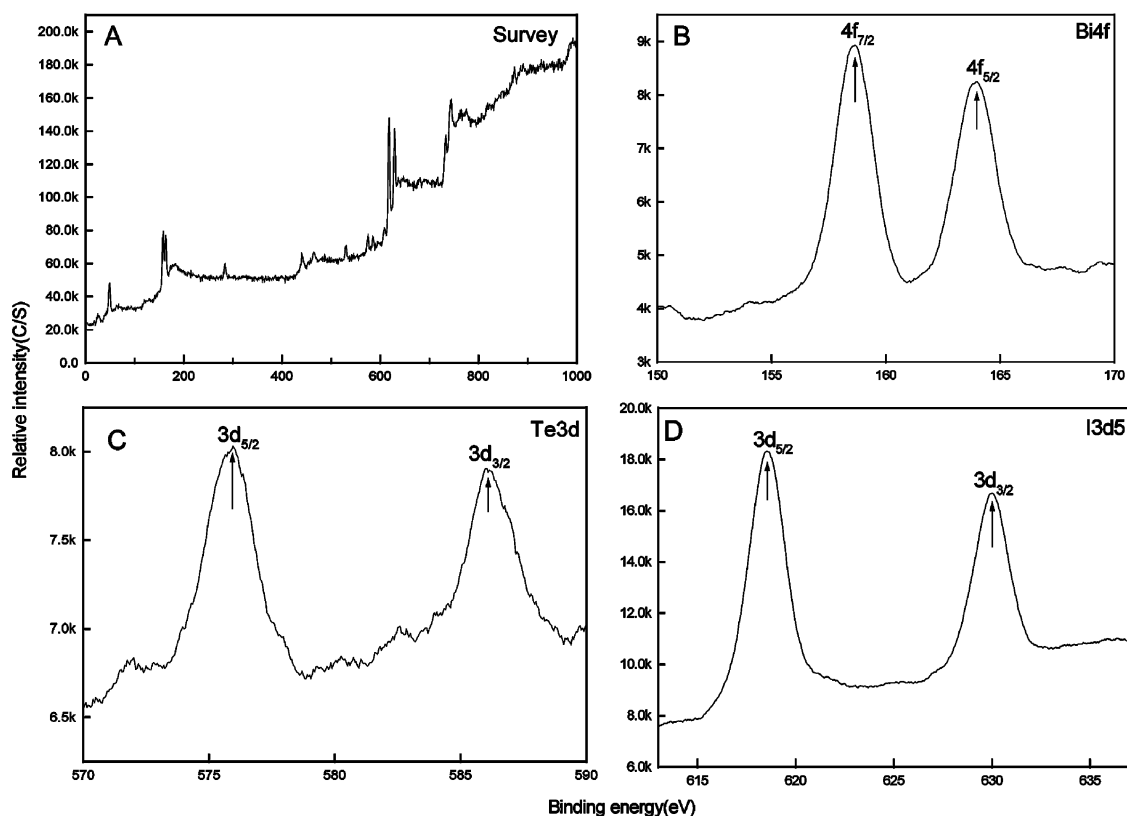 A
Survey
200.0k
180.0k
160.0k
140.0k
120.0k
100.0k
80.0k
60.0k
40.0k
20.0k
0.0
0 200 400 600 800 1000
B
Bi4f
4f7/2
4f5/2
9k
8k
7k
6k
5k
4k
3k
150 155 160 165 170
C
Te3d
3d5/2
3d3/2
8.0k
7.5k
7.0k
6.5k
570 575 580 585 590
D
I3d5
3d5/2
3d3/2
20.0k
18.0k
16.0k
14.0k
12.0k
10.0k
8.0k
6.0k
615 620 625 630 635
Relative intensity(C/S)
Binding energy(eV)